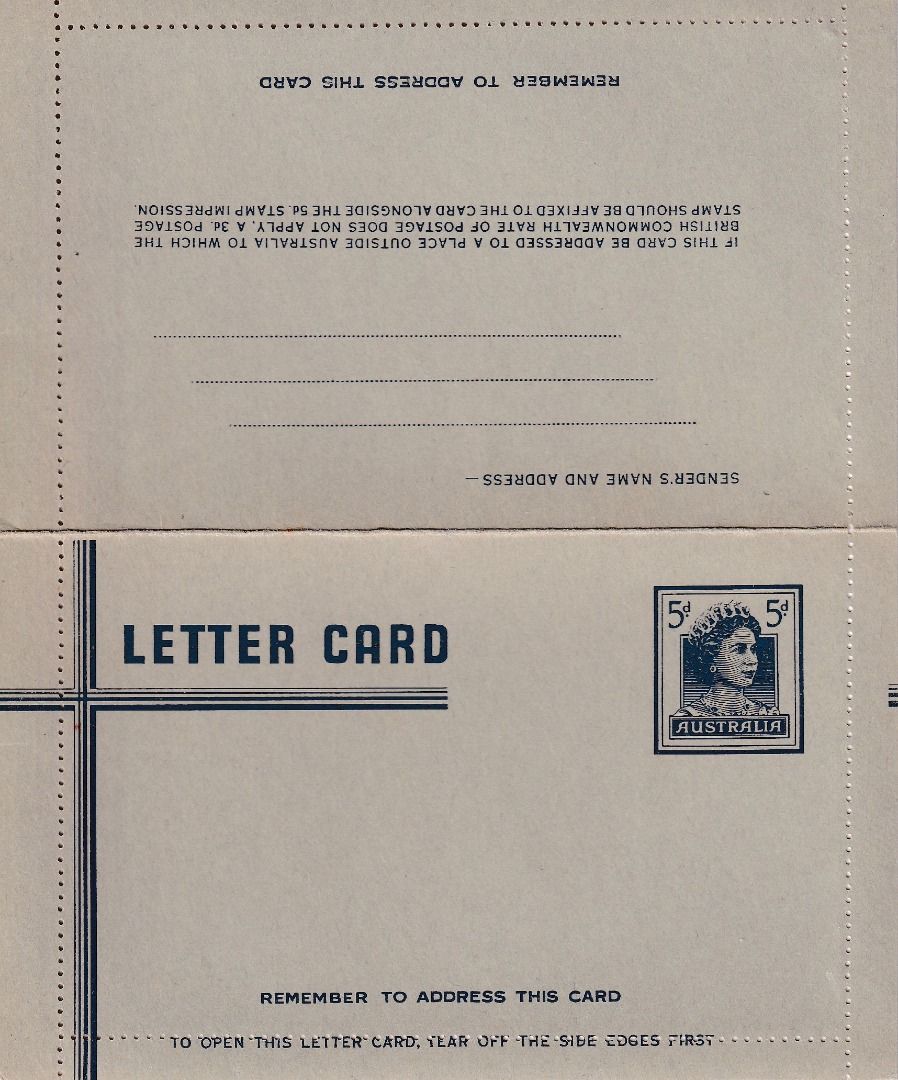 REMEMBER TO ADDRESS THIS CARD
IF THIS CARD BE ADDRESSED TO A PLACE OUTSIDE AUSTRALIA TO WHICH THE
BRITISH COMMONWEALTH RATE OF POSTAGE DOES NOT APPLY, A 3d. POSTAGE
STAMP SHOULD BE AFFIXED TO THE CARD ALONGSIDE THE 5d. STAMP IMPRESSION.
SENDER'S NAME AND ADDRESS—
LETTER CARD
5d. 5d.
AUSTRALIA
REMEMBER TO ADDRESS THIS CARD
TO OPEN THIS LETTER CARD, TEAR OFF THE SIDE EDGES FIRST